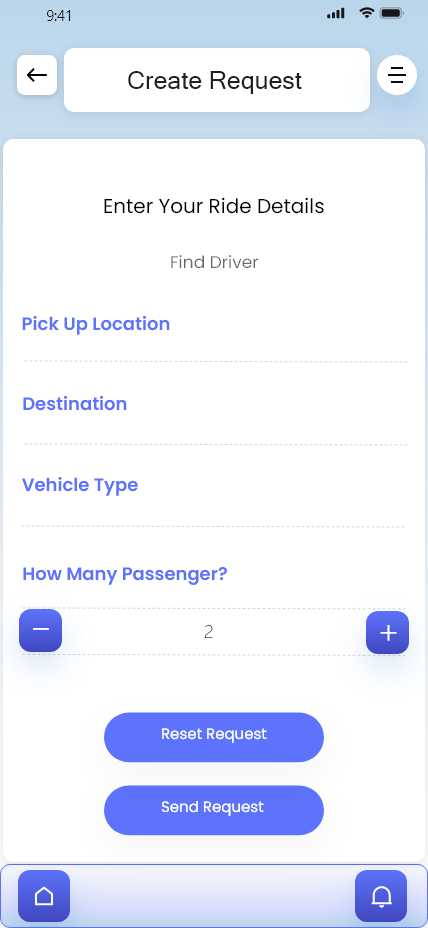 9:41
Create Request
Enter Your Ride Details
Find Driver
Pick Up Location
Destination
Vehicle Type
How Many Passenger?
2
Reset Request
Send Request